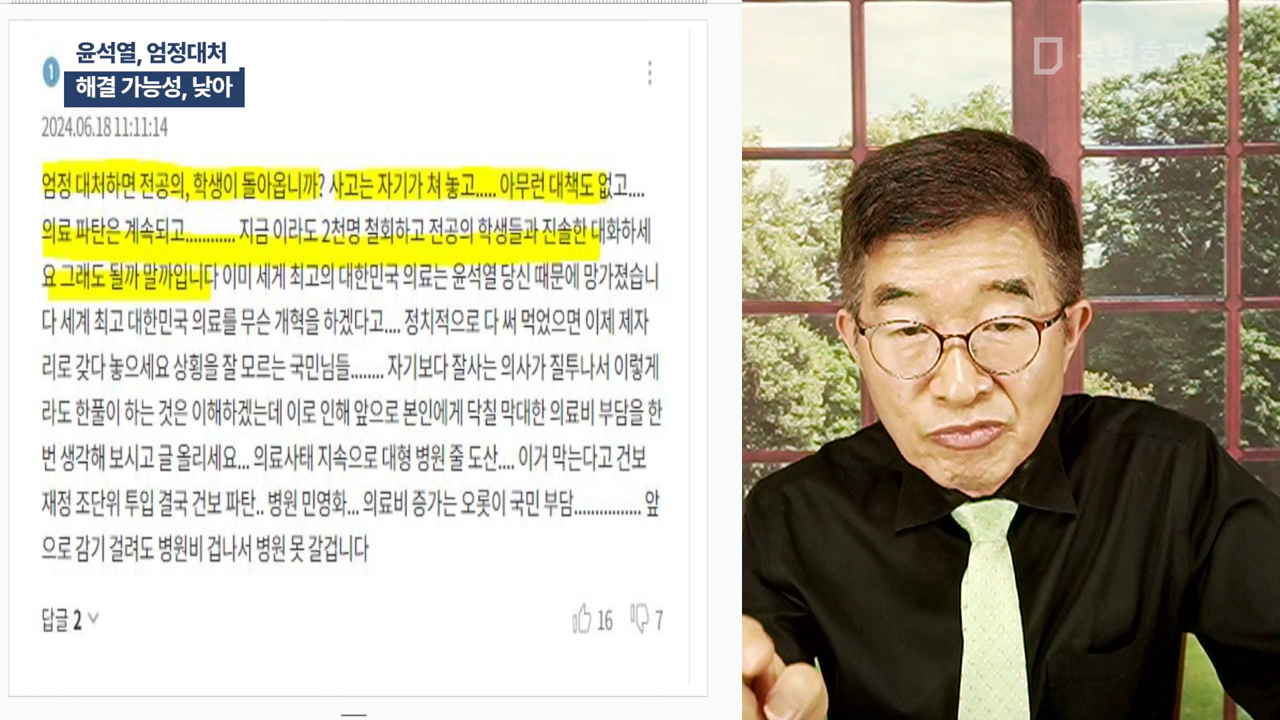 윤석열, 엄정대처
해결 가능성, 낮아
1
2024.06.18 11:11:14
엄정 대처하면 전공의, 학생이 돌아옵니까? 사고는 자기가 쳐 놓고..... 아무런 대책도 없고....
의료 파탄은 계속되고............ 지금 이라도 2천명 철회하고 전공의 학생들과 진솔한 대화하세
요 그래도 될까 말까입니다 이미 세게 최고의 대한민국 의료는 윤석열 당신 때문에 망가졌습니
다 세계 최고 대한민국 의료를 무슨 개혁을 하겠다고.... 정치적으로 다 써 먹었으면 이제 제자
리로 갖다 놓으세요 상황을 잘 모르는 국민님들........ 자기보다 잘사는 의사가 질투나서 이렇게
라도 한풀이 하는 것은 이해하겠는데 이로 인해 앞으로 본인에게 닥칠 막대한 의료비 부담을 한
번 생각해 보시고 글 올리세요... 의료사태 지속으로 대형 병원 줄 도산.... 이거 막는다고 건보
재정 조단위 투입 결국 건보 파탄.. 병원 민영화... 의료비 증가는 오롯이 국민 부담................. 앞
으로 감기 걸려도 병원비 겁나서 병원 못 갈겁니다
답글 2
16 7
공병호TV